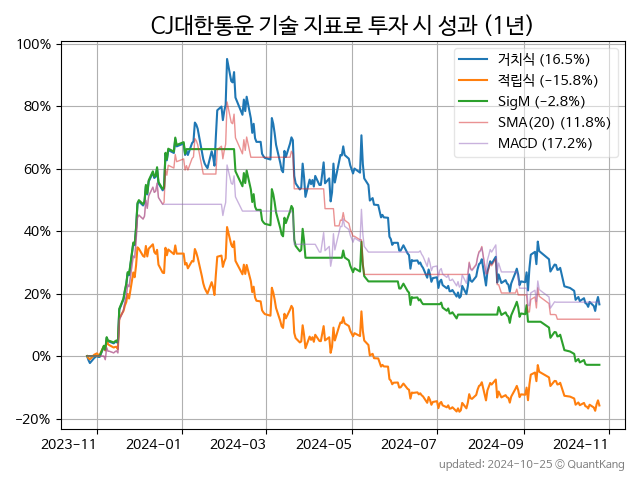 CJ대한통운 기술 지표로 투자 시 성과 (1년)
100%
80%
60%
40%
20%
0%
−20%
거치식 (16.5%)
적립식 (−15.8%)
SigM (−2.8%)
SMA(20) (11.8%)
MACD (17.2%)
2023-11
2024-01
2024-03
2024-05
2024-07
2024-09
2024-11
updated: 2024-10-25 © QuantKang